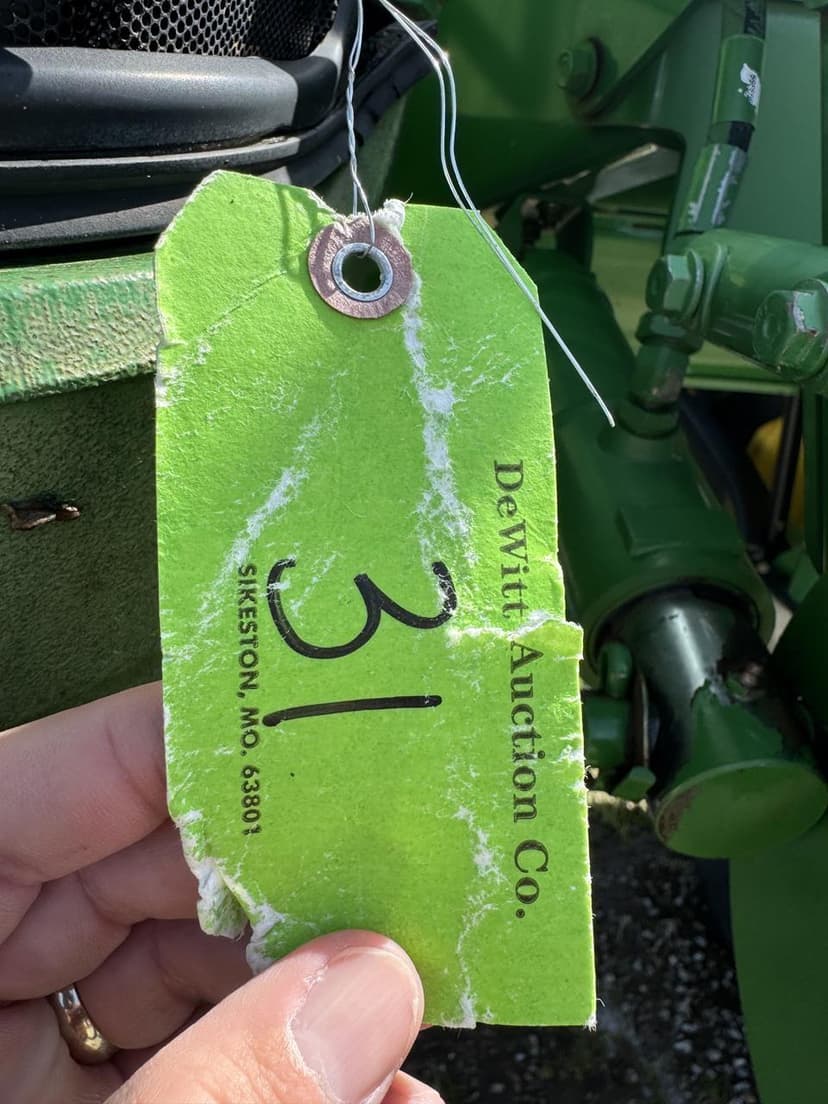 DeWitt Auction Co.
31
SIKESTON, MO. 63801